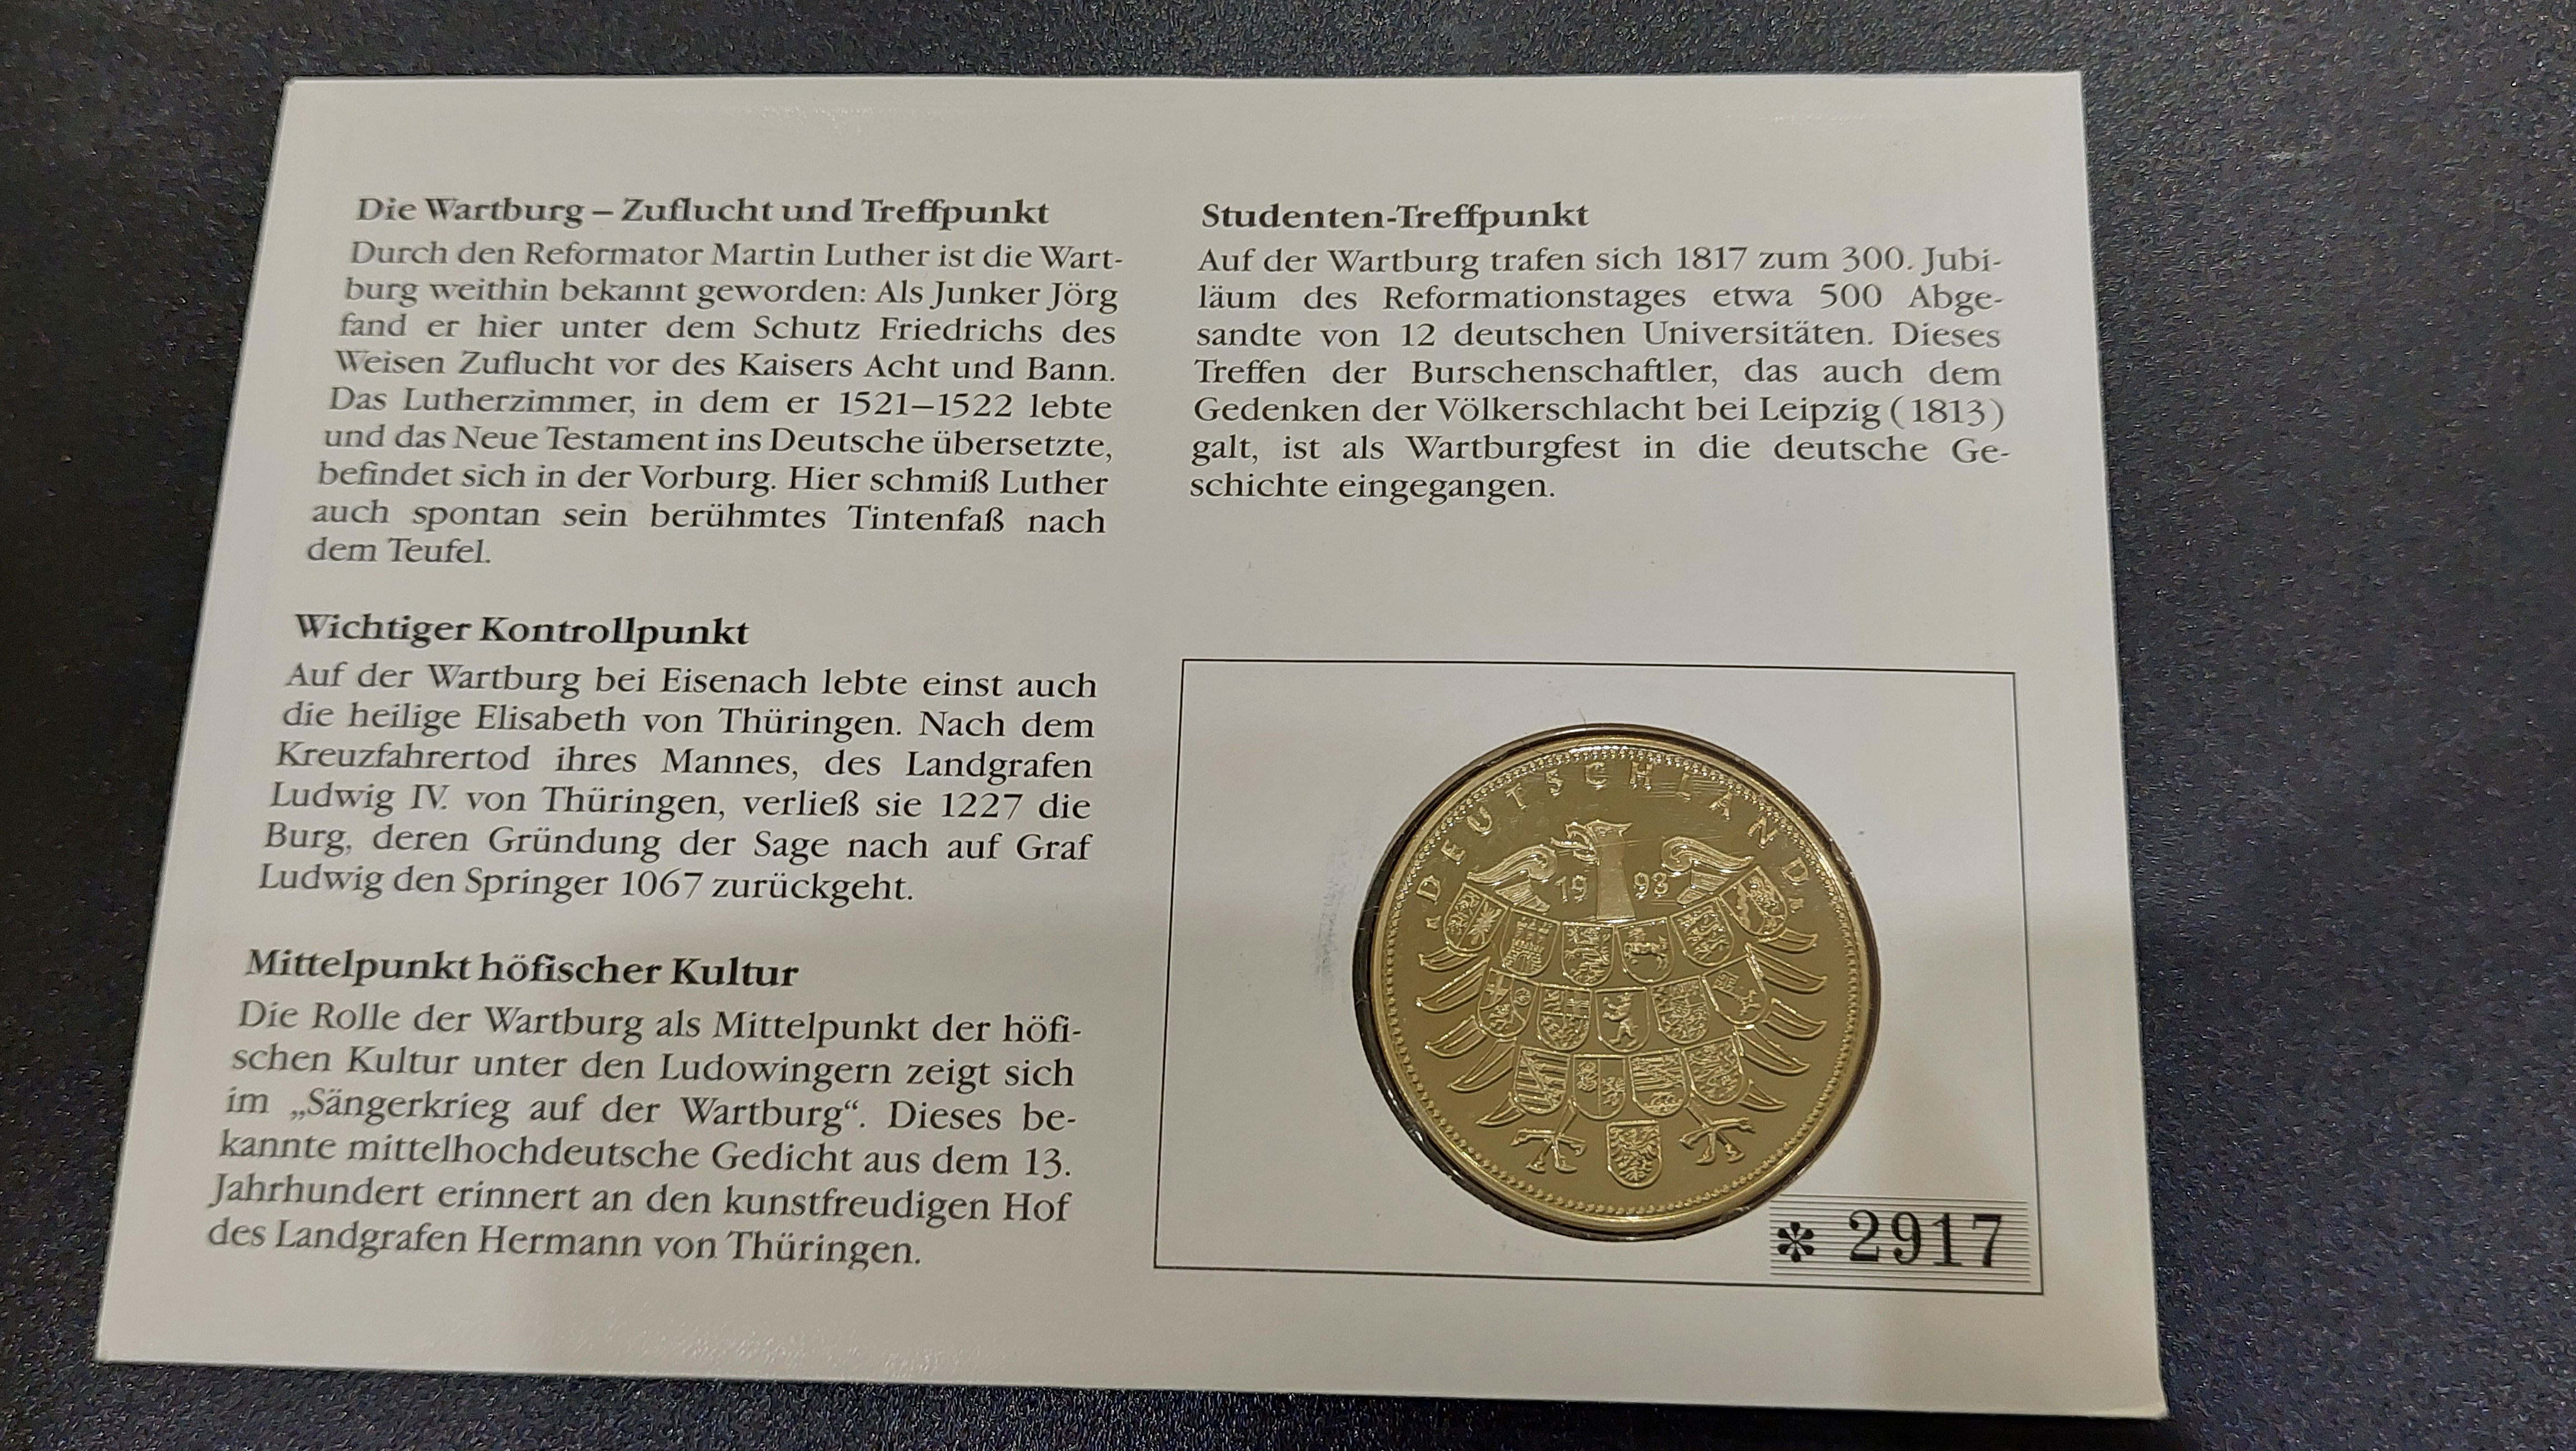 Die Wartburg – Zuflucht und Treffpunkt
Durch den Reformator Martin Luther ist die Wart-
burg weithin bekannt geworden: Als Junker Jörg
fand er hier unter dem Schutz Friedrichs des
Weisen Zuflucht vor des Kaisers Acht und Bann.
Das Lutherzimmer, in dem er 1521–1522 lebte
und das Neue Testament ins Deutsche übersetzte,
befindet sich in der Vorburg. Hier schmiß Luther
auch spontan sein berühmtes Tintenfaß nach
dem Teufel.
Wichtiger Kontrollpunkt
Auf der Wartburg bei Eisenach lebte einst auch
die heilige Elisabeth von Thüringen. Nach dem
Kreuzfahrertod ihres Mannes, des Landgrafen
Ludwig IV. von Thüringen, verließ sie 1227 die
Burg, deren Gründung der Sage nach auf Graf
Ludwig den Springer 1067 zurückgeht.
Mittelpunkt höfischer Kultur
Die Rolle der Wartburg als Mittelpunkt der höfi-
schen Kultur unter den Ludowingern zeigt sich
im „Sängerkrieg auf der Wartburg“. Dieses be-
kannte mittelhochdeutsche Gedicht aus dem 13.
Jahrhundert erinnert an den kunstfreudigen Hof
des Landgrafen Hermann von Thüringen.
Studenten-Treffpunkt
Auf der Wartburg trafen sich 1817 zum 300. Jubi-
läum des Reformationstages etwa 500 Abge-
sandte von 12 deutschen Universitäten. Dieses
Treffen der Burschenschaftler, das auch dem
Gedenken der Völkerschlacht bei Leipzig (1813)
galt, ist als Wartburgfest in die deutsche Ge-
schichte eingegangen.
DEUTSCHLAND
1993
* 2917